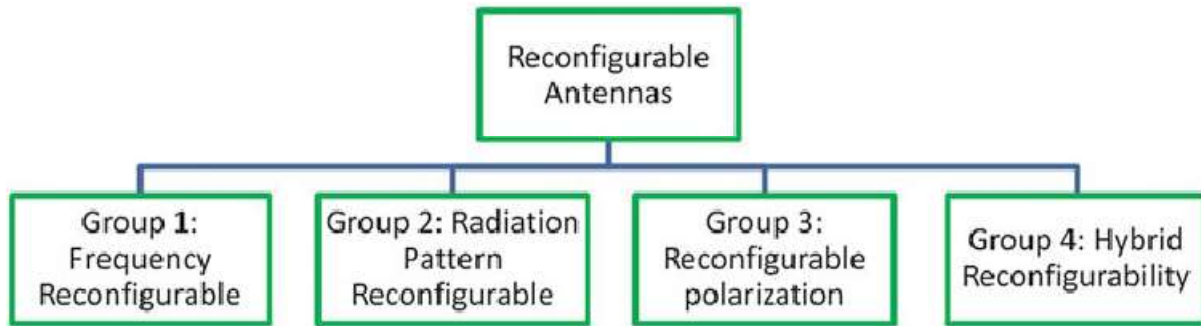 Reconfigurable
Antennas
Group 1:
Frequency
Reconfigurable
Group 2: Radiation
Pattern
Reconfigurable
Group 3:
Reconfigurable
polarization
Group 4: Hybrid
Reconfigurability